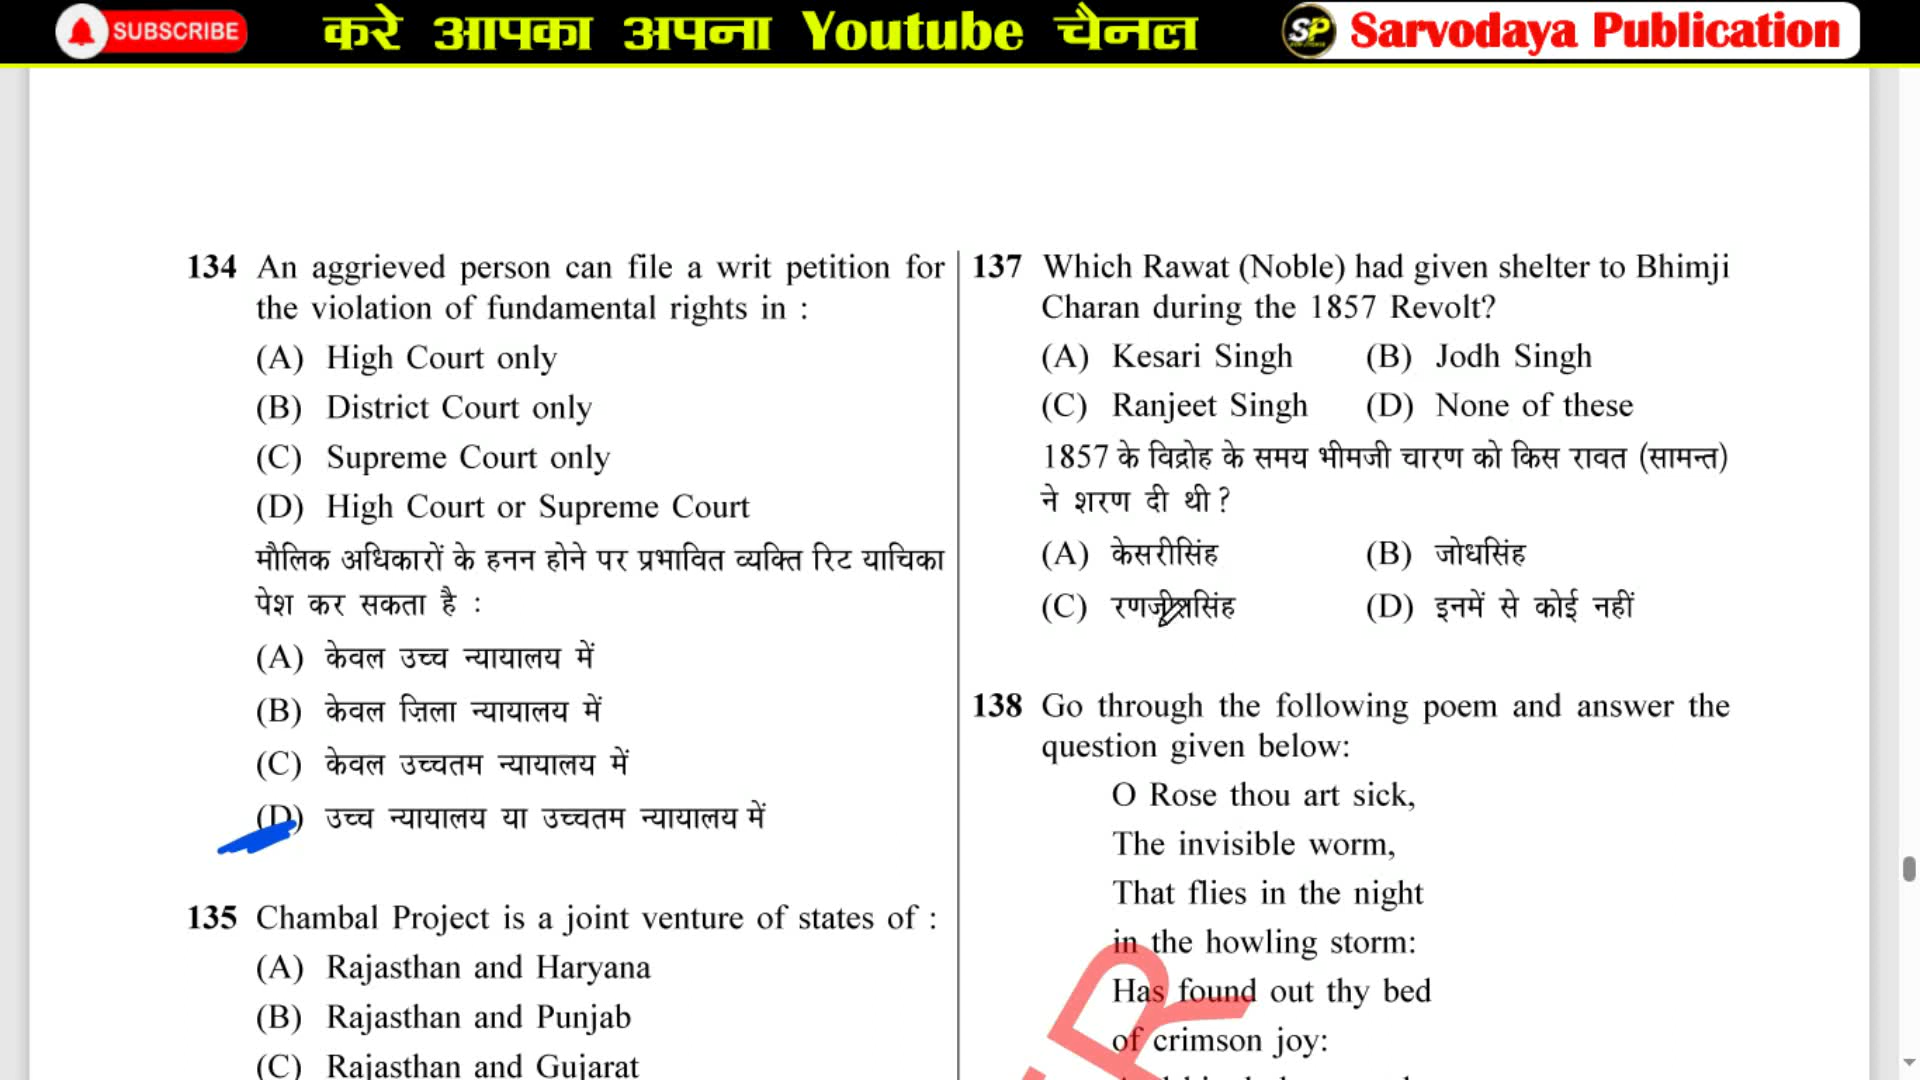 SUBSCRIBE
करे आपका अपना Youtube चैनल
SP
Sarvodaya Publication
134 An aggrieved person can file a writ petition for
the violation of fundamental rights in :
(A) High Court only
(B) District Court only
(C) Supreme Court only
(D) High Court or Supreme Court
मौलिक अधिकारों के हनन होने पर प्रभावित व्यक्ति रिट याचिका
पेश कर सकता है :
(A) केवल उच्च न्यायालय में
(B) केवल ज़िला न्यायालय में
(C) केवल उच्चतम न्यायालय में
(D) उच्च न्यायालय या उच्चतम न्यायालय में
135 Chambal Project is a joint venture of states of :
(A) Rajasthan and Haryana
(B) Rajasthan and Punjab
(C) Rajasthan and Gujarat
137 Which Rawat (Noble) had given shelter to Bhimji
Charan during the 1857 Revolt?
(A) Kesari Singh (B) Jodh Singh
(C) Ranjeet Singh (D) None of these
1857 के विद्रोह के समय भीमजी चारण को किस रावत (सामन्त)
ने शरण दी थी ?
(A) केसरीसिंह (B) जोधसिंह
(C) रणजीतसिंह (D) इनमें से कोई नहीं
138 Go through the following poem and answer the
question given below:
O Rose thou art sick,
The invisible worm,
That flies in the night
in the howling storm:
Has found out thy bed
of crimson joy: